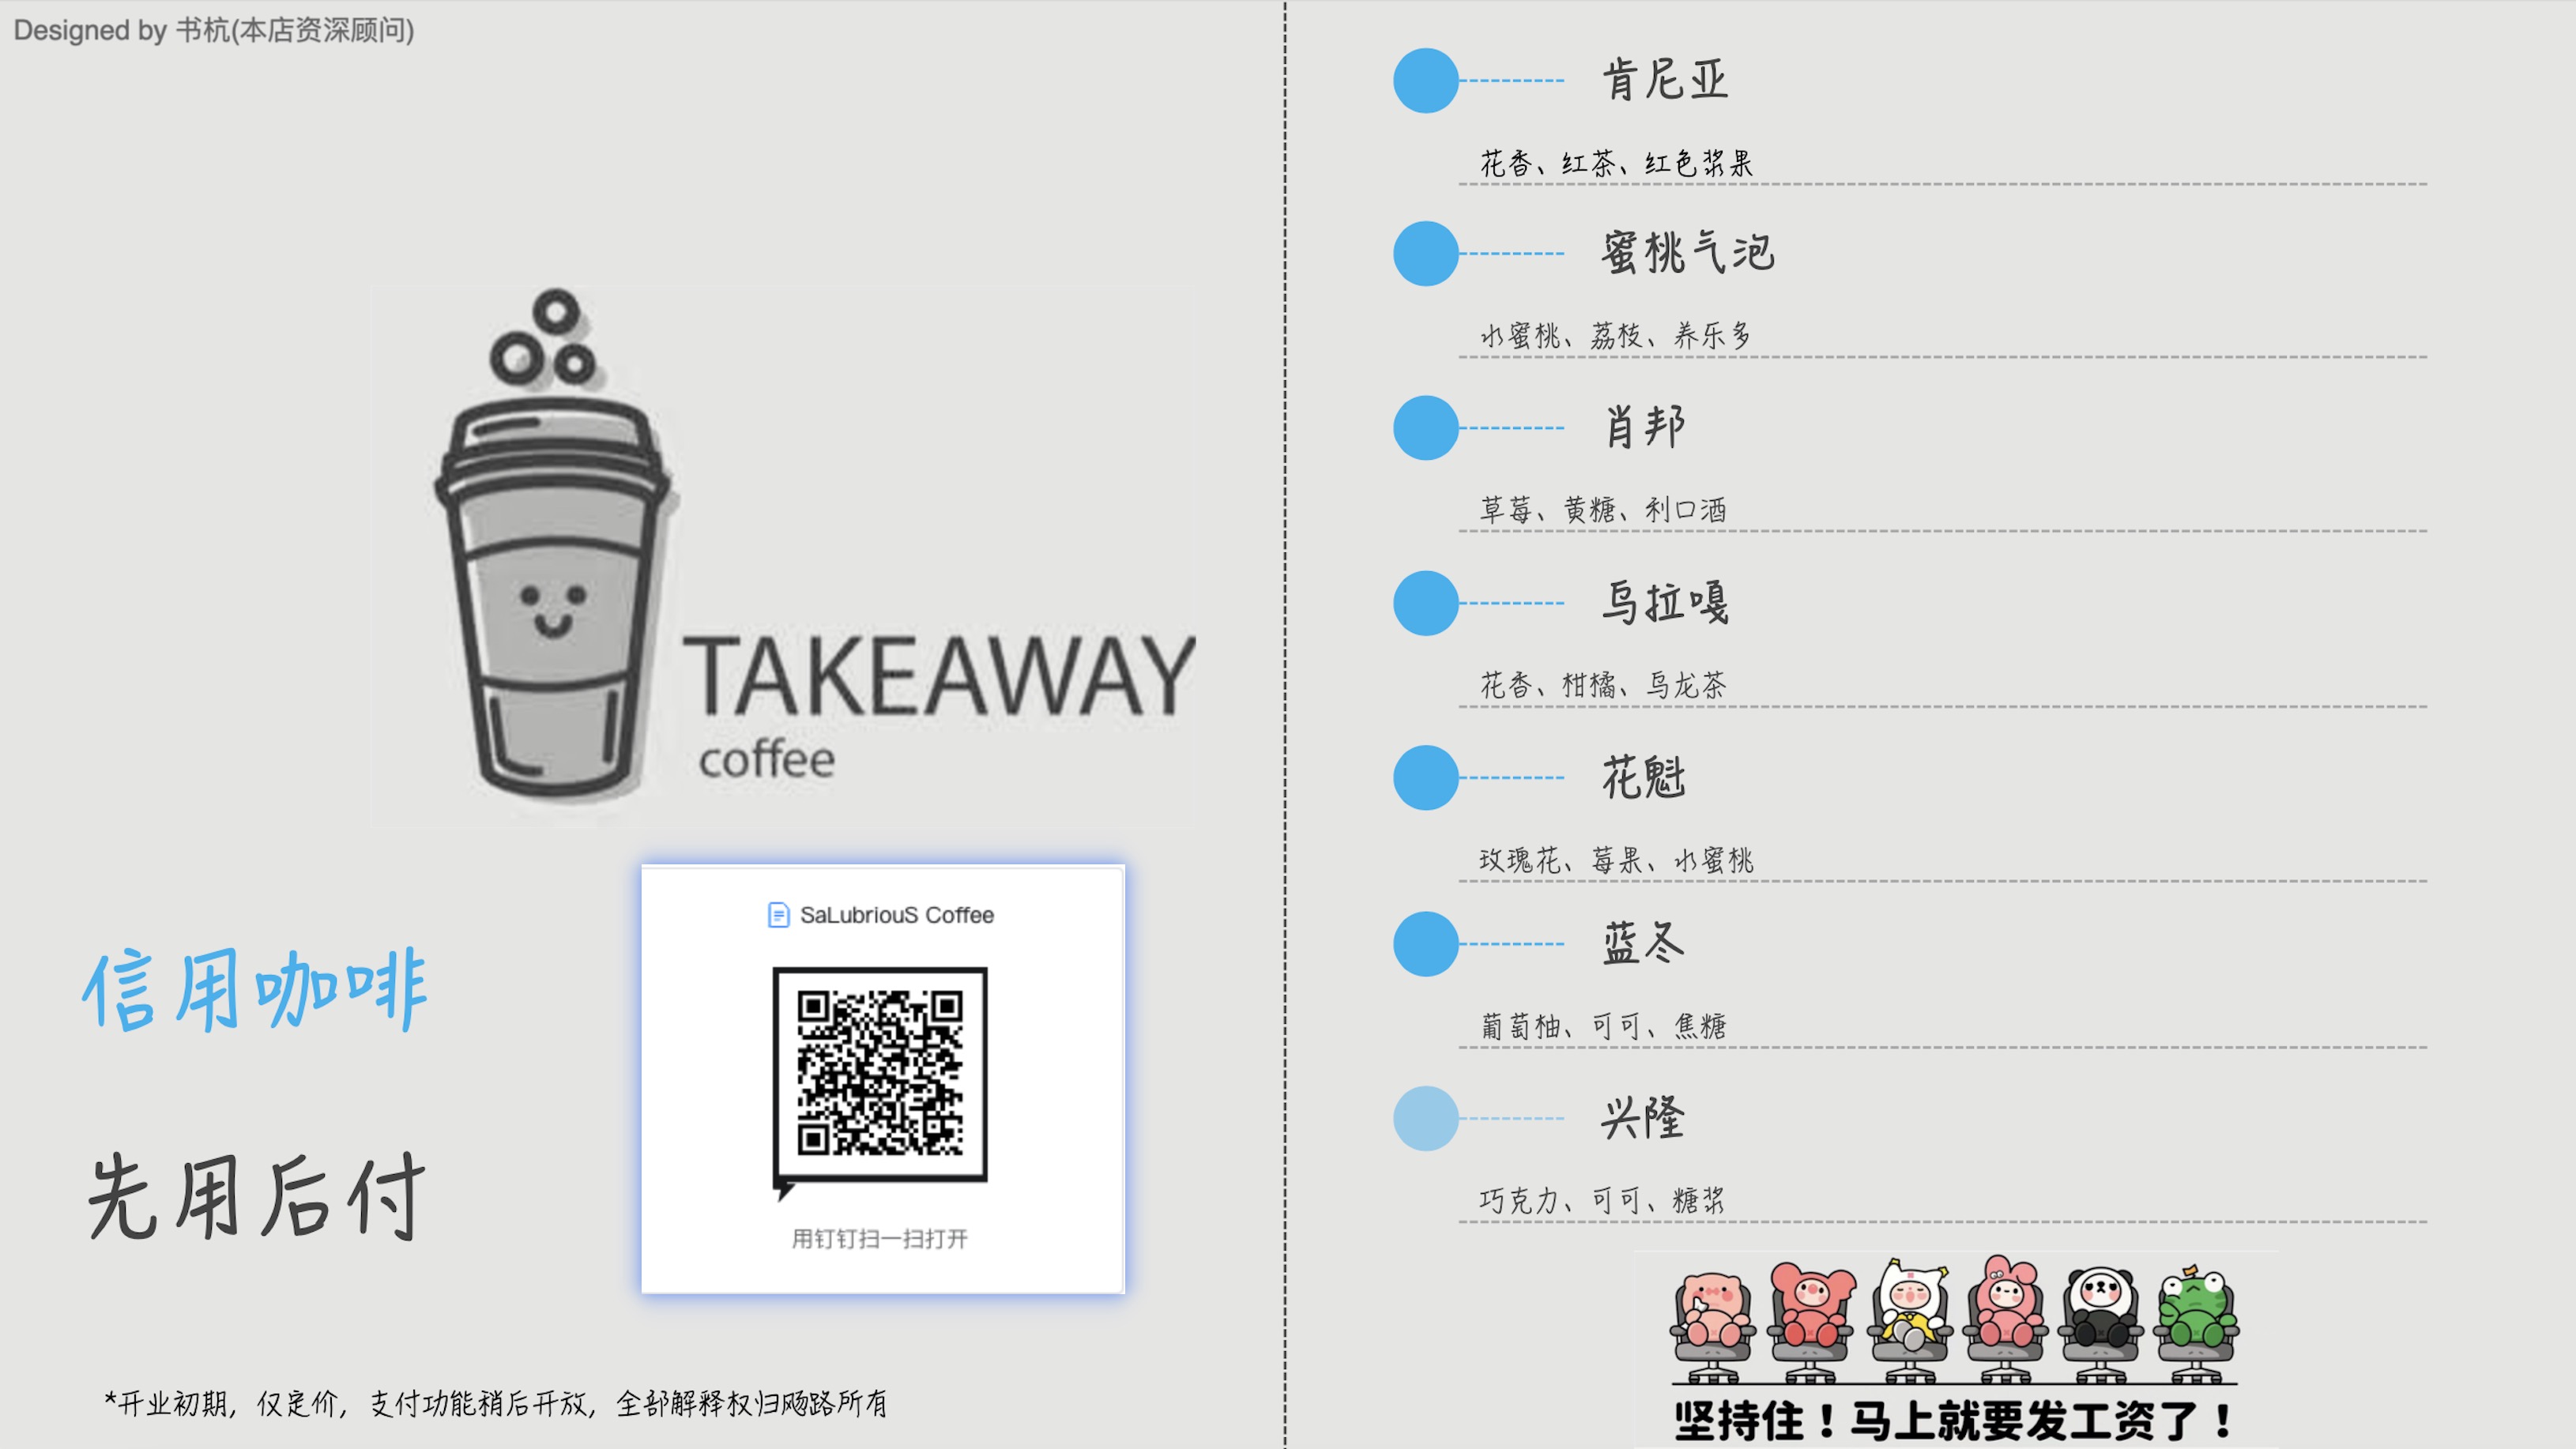 Designed by 书杭(本店资深顾问)
TAKEAWAY
coffee
信用咖啡
先用后付
SaLubriouS Coffee
用钉钉扫一扫打开
*开业初期，仅定价，支付功能稍后开放，全部解释权归飏路所有
肯尼亚
花香、红茶、红色浆果
蜜桃气泡
水蜜桃、荔枝、养乐多
肖邦
草莓、黄糖、利口酒
乌拉嘎
花香、柑橘、乌龙茶
花魁
玫瑰花、莓果、水蜜桃
蓝冬
葡萄柚、可可、焦糖
兴隆
巧克力、可可、糖浆
坚持住！马上就要发工资了！